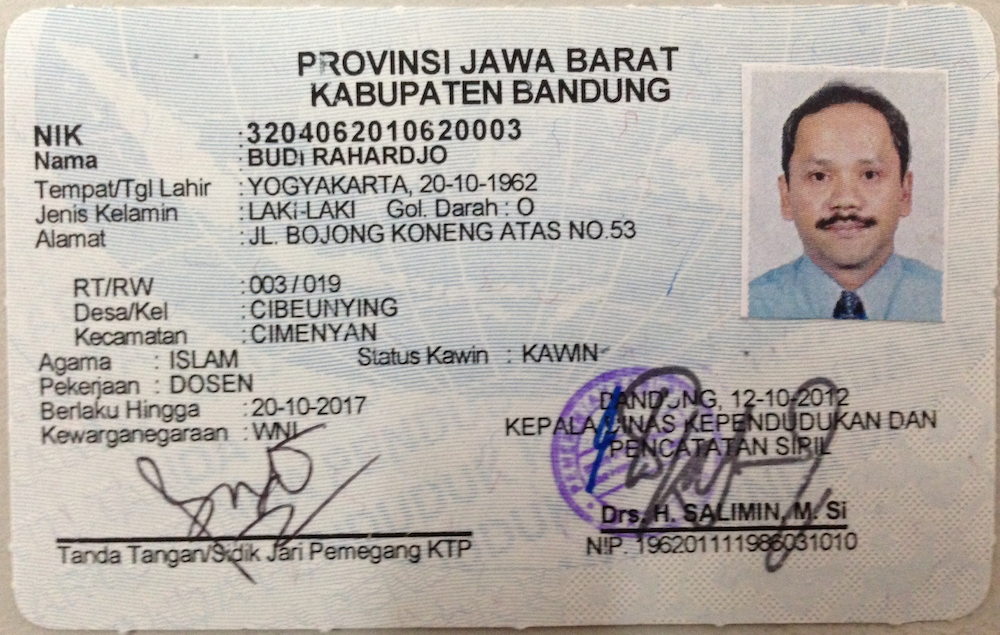 PROVINSI JAWA BARAT
KABUPATEN BANDUNG
NIK : 3204062010620003
Nama : BUDI RAHARDJO
Tempat/Tgl Lahir : YOGYAKARTA, 20-10-1962
Jenis Kelamin : LAKI-LAKI Gol. Darah : O
Alamat : JL. BOJONG KONENG ATAS NO.53
RT/RW : 003 / 019
Desa/Kel : CIBEUNYING
Kecamatan : CIMENYAN
Agama : ISLAM Status Kawin : KAWIN
Pekerjaan : DOSEN
Berlaku Hingga : 20-10-2017
Kewarganegaraan : WNI
BANDUNG, 12-10-2012
KEPALA DINAS KEPENDUDUKAN DAN
PENCATATAN SIPIL
Drs. H. SALIMIN, M. Si
NIP. 196201111986031010
Tanda Tangan/Sidik Jari Pemegang KTP